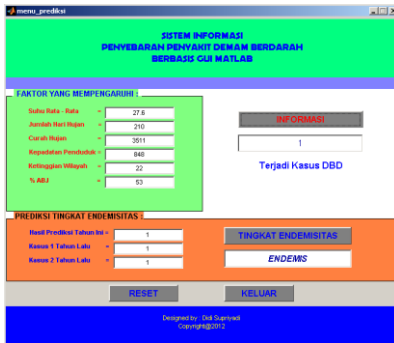 menu_prediksi
SISTEM INFORMASI
PENYEBARAN PENYAKIT DEMAM BERDARAH
BERBASIS GUI MATLAB
FAKTOR YANG MEMPENGARUHI :
Suhu Rata - Rata = 27.6
Jumlah Hari Hujan = 210
Curah Hujan = 3511
Kepadatan Penduduk = 848
Ketinggian Wilayah = 22
% ABJ = 53
INFORMASI
1
Terjadi Kasus DBD
PREDIKSI TINGKAT ENDEMISITAS :
Hasil Prediksi Tahun Ini = 1
Kasus 1 Tahun Lalu = 1
Kasus 2 Tahun Lalu = 1
TINGKAT ENDEMISITAS
ENDEMIS
RESET
KELUAR
Designed by : Didi Supriyadi
Copyright@2012